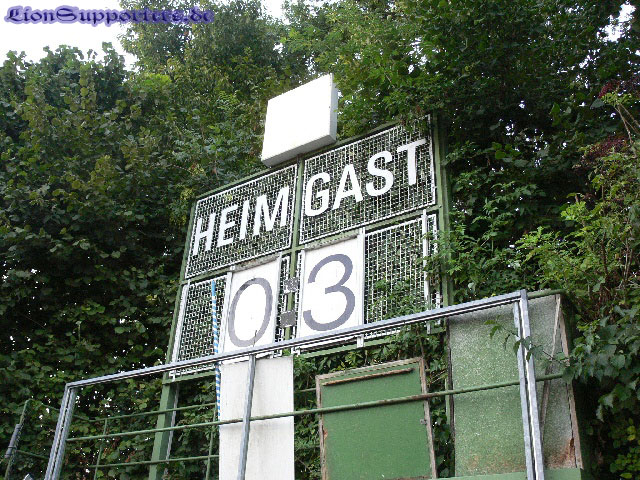 LionSupporters.de
HEIM GAST
0:3